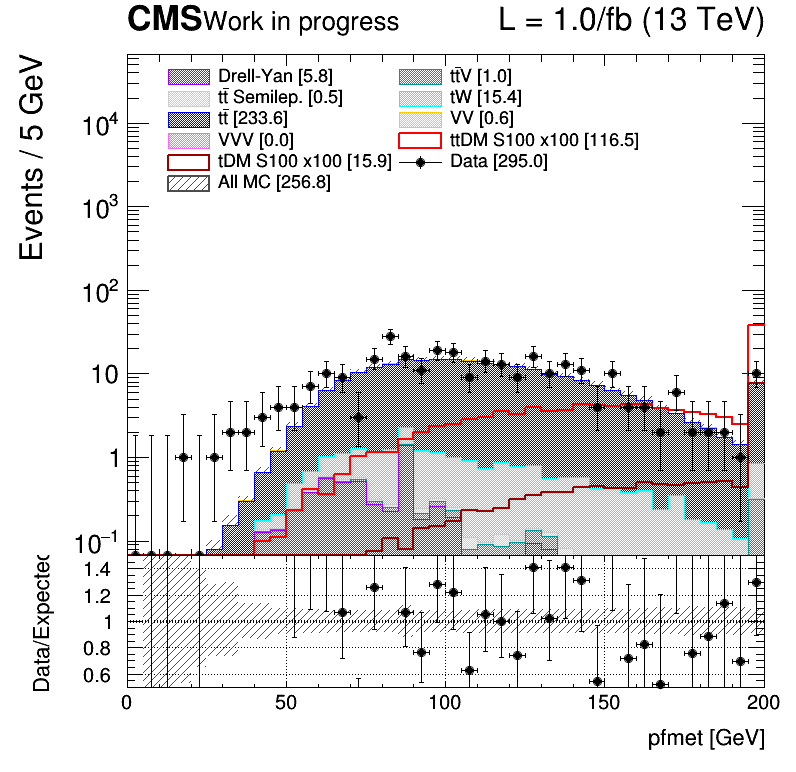 CMS Work in progress L = 1.0/fb (13 TeV)
Events / 5 GeV
Drell-Yan [5.8] tt̄V [1.0]
tt̄ Semilep. [0.5] tW [15.4]
tt̄ [233.6] VV [0.6]
VVV [0.0] ttDM S100 x100 [116.5]
tDM S100 x100 [15.9] Data [295.0]
All MC [256.8]
10⁴
10³
10²
10
1
10⁻¹
Data/Expected
1.4
1.2
1
0.8
0.6
0 50 100 150 200
pfmet [GeV]